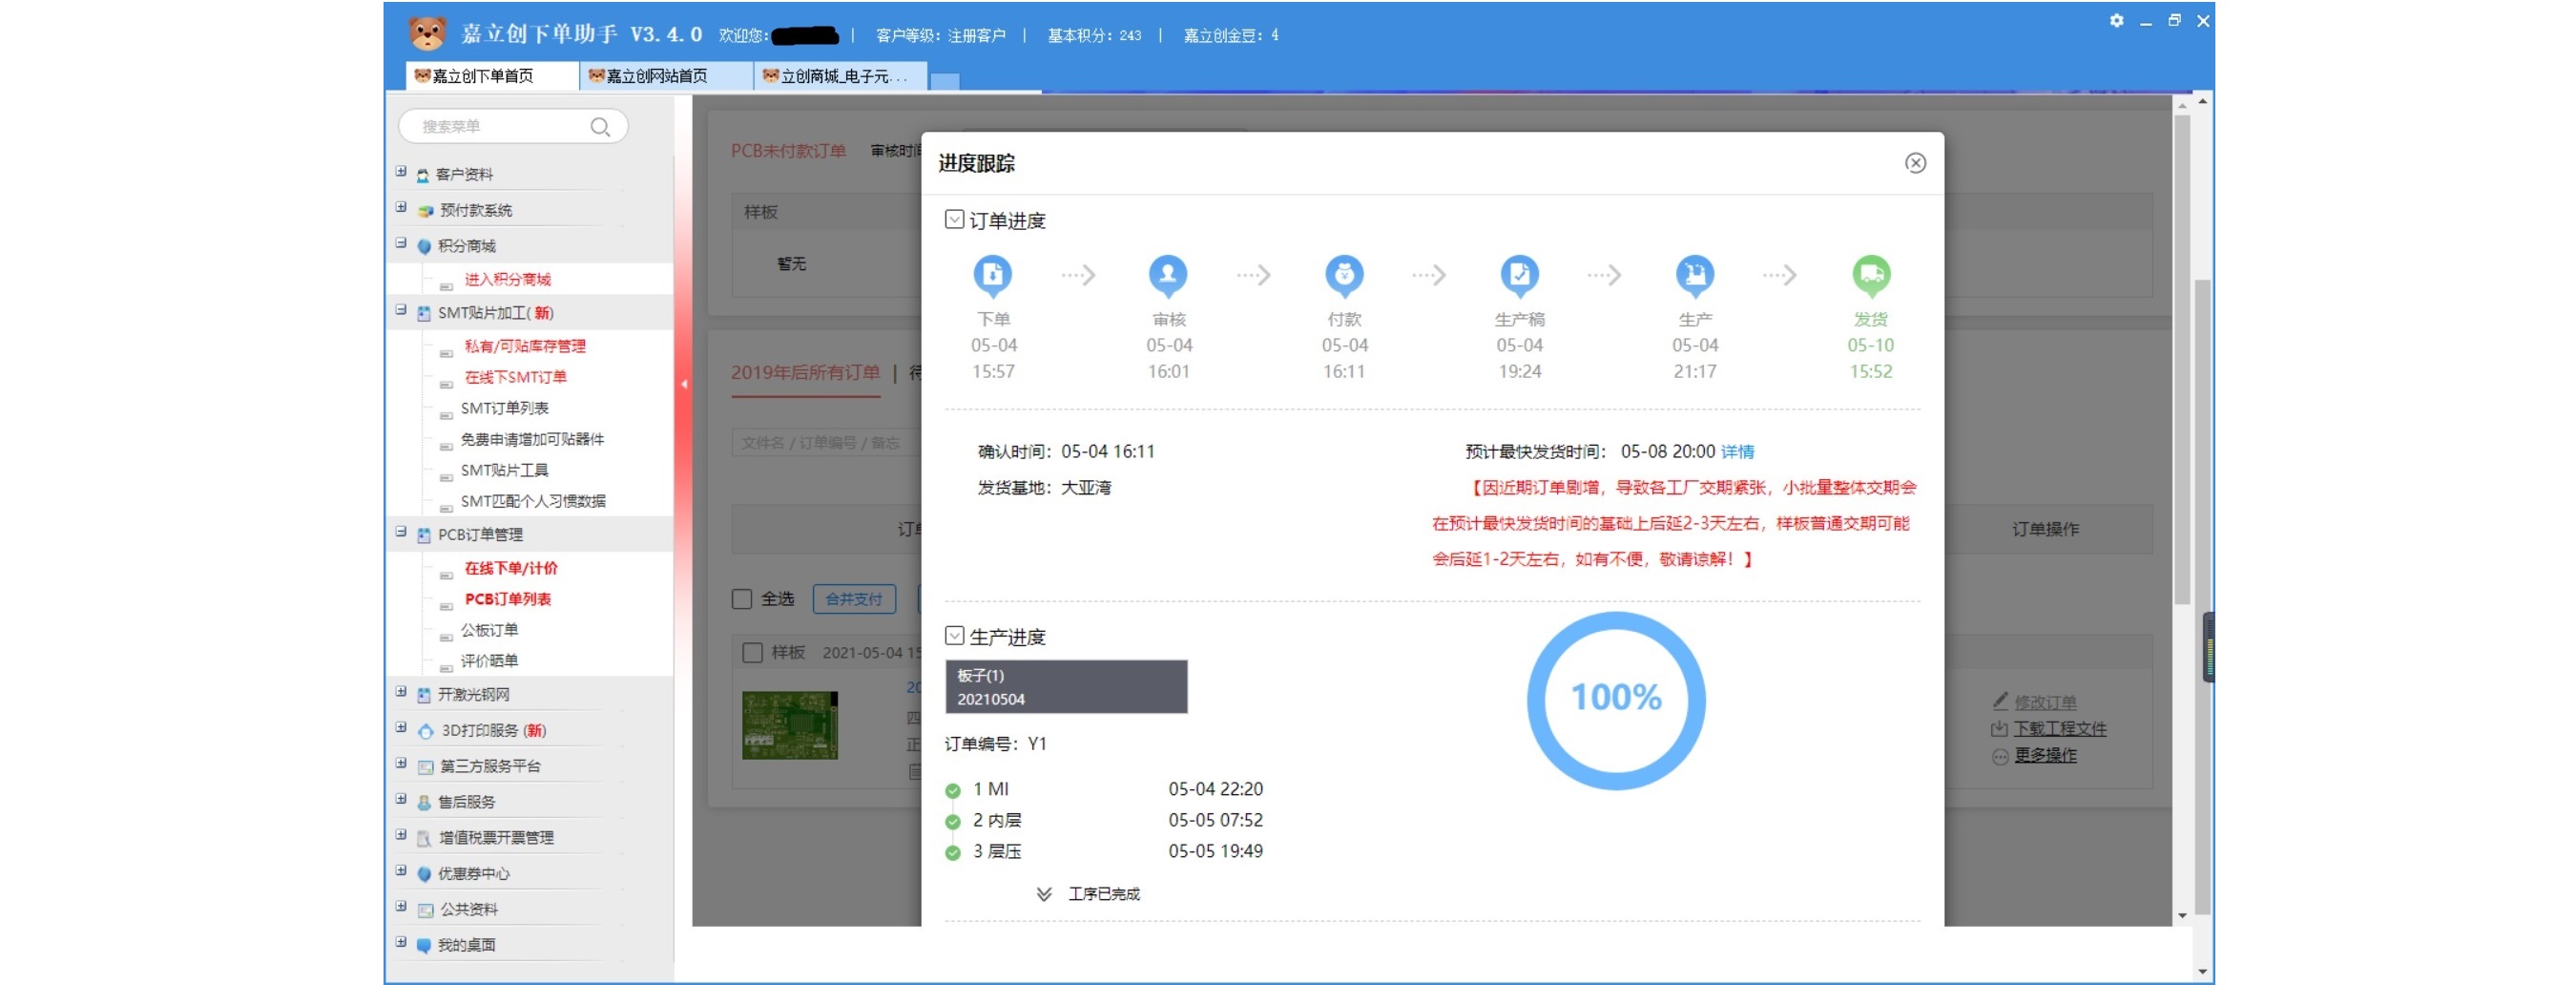 嘉立创下单助手 V3.4.0 欢迎您: | 客户等级: 注册客户 | 基本积分: 243 | 嘉立创金豆: 4
嘉立创下单首页 嘉立创网站首页 立创商城_电子元...
搜索菜单
客户资料
预付款系统
积分商城
进入积分商城
SMT贴片加工(新)
私有/可贴库存管理
在线下SMT订单
SMT订单列表
免费申请增加可贴器件
SMT贴片工具
SMT匹配个人习惯数据
PCB订单管理
在线下单/计价
PCB订单列表
公板订单
评价晒单
开激光钢网
3D打印服务 (新)
第三方服务平台
售后服务
增值税票开票管理
优惠券中心
公共资料
我的桌面
PCB未付款订单 审核时间
样板
暂无
2019年后所有订单 | 待
文件名 / 订单编号 / 备忘
订单 订单操作
全选 合并支付
样板 2021-05-04 15
20
四
正
修改订单
下载工程文件
更多操作
进度跟踪
订单进度
下单 审核 付款 生产稿 生产 发货
05-04 05-04 05-04 05-04 05-04 05-10
15:57 16:01 16:11 19:24 21:17 15:52
确认时间: 05-04 16:11 预计最快发货时间: 05-08 20:00 详情
发货基地: 大亚湾
【因近期订单剧增，导致各工厂交期紧张，小批量整体交期会
在预计最快发货时间的基础上后延2-3天左右，样板普通交期可能
会后延1-2天左右，如有不便，敬请谅解！】
生产进度
板子(1)
20210504
订单编号: Y1
100%
1 MI 05-04 22:20
2 内层 05-05 07:52
3 层压 05-05 19:49
工序已完成